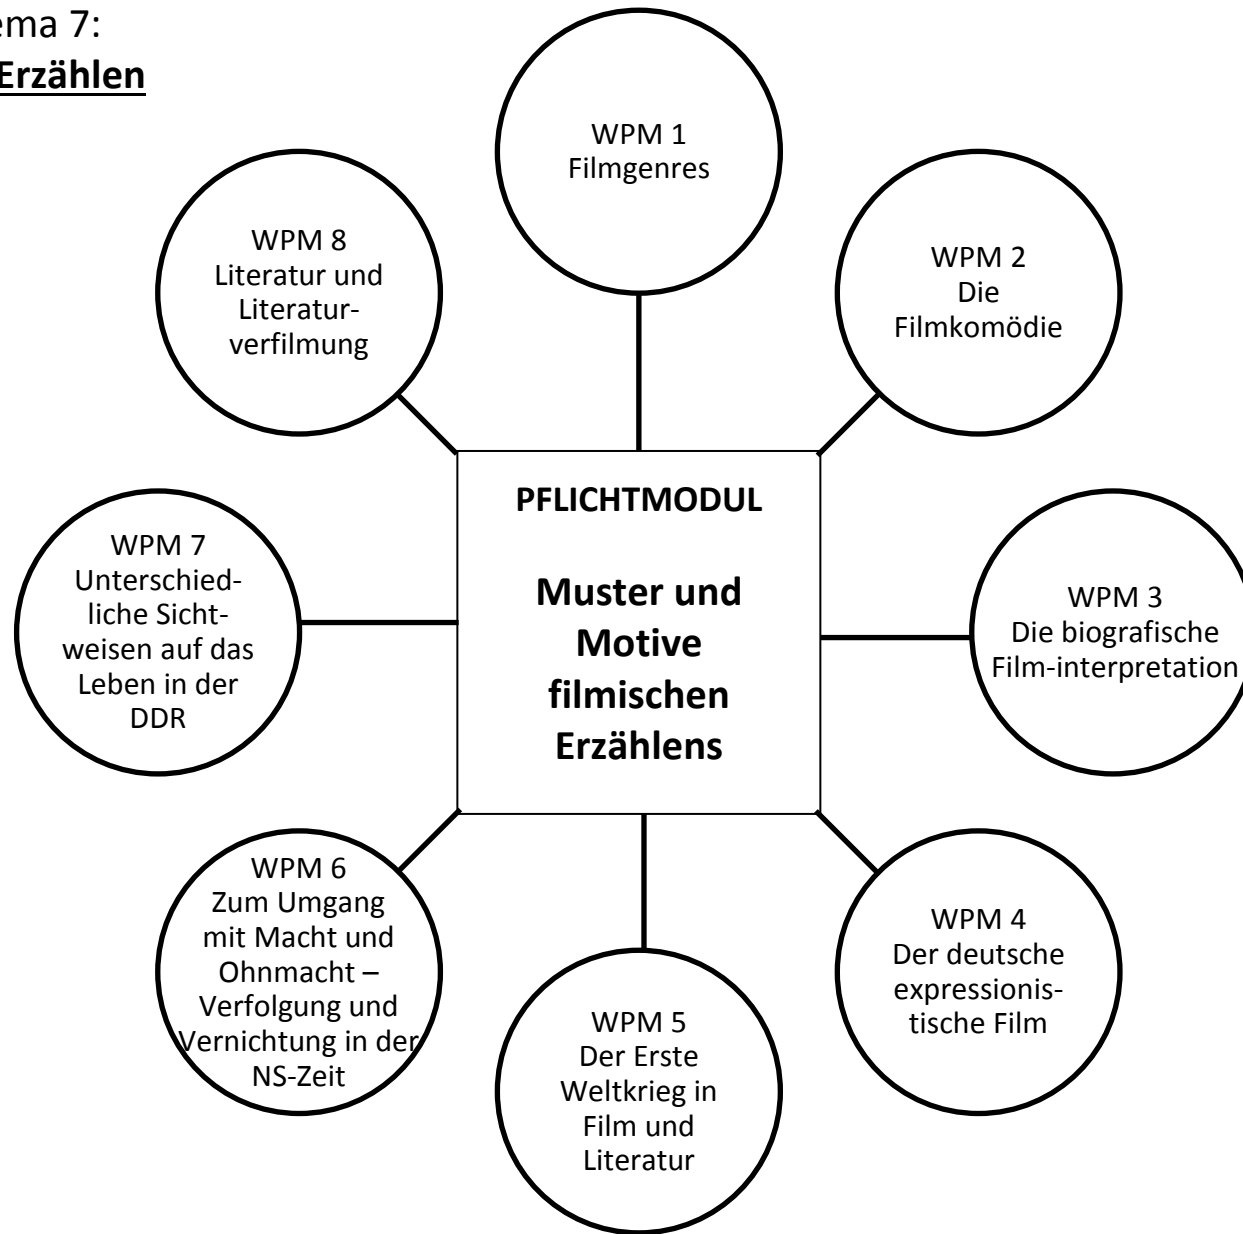 ema 7:
Erzählen
WPM 1
Filmgenres
WPM 2
Die
Filmkomödie
WPM 3
Die biografische
Film-interpretation
WPM 4
Der deutsche
expressionis-
tische Film
WPM 5
Der Erste
Weltkrieg in
Film und
Literatur
WPM 6
Zum Umgang
mit Macht und
Ohnmacht –
Verfolgung und
Vernichtung in der
NS-Zeit
WPM 7
Unterschied-
liche Sicht-
weisen auf das
Leben in der
DDR
WPM 8
Literatur und
Literatur-
verfilmung
PFLICHTMODUL
Muster und
Motive
filmischen
Erzählens